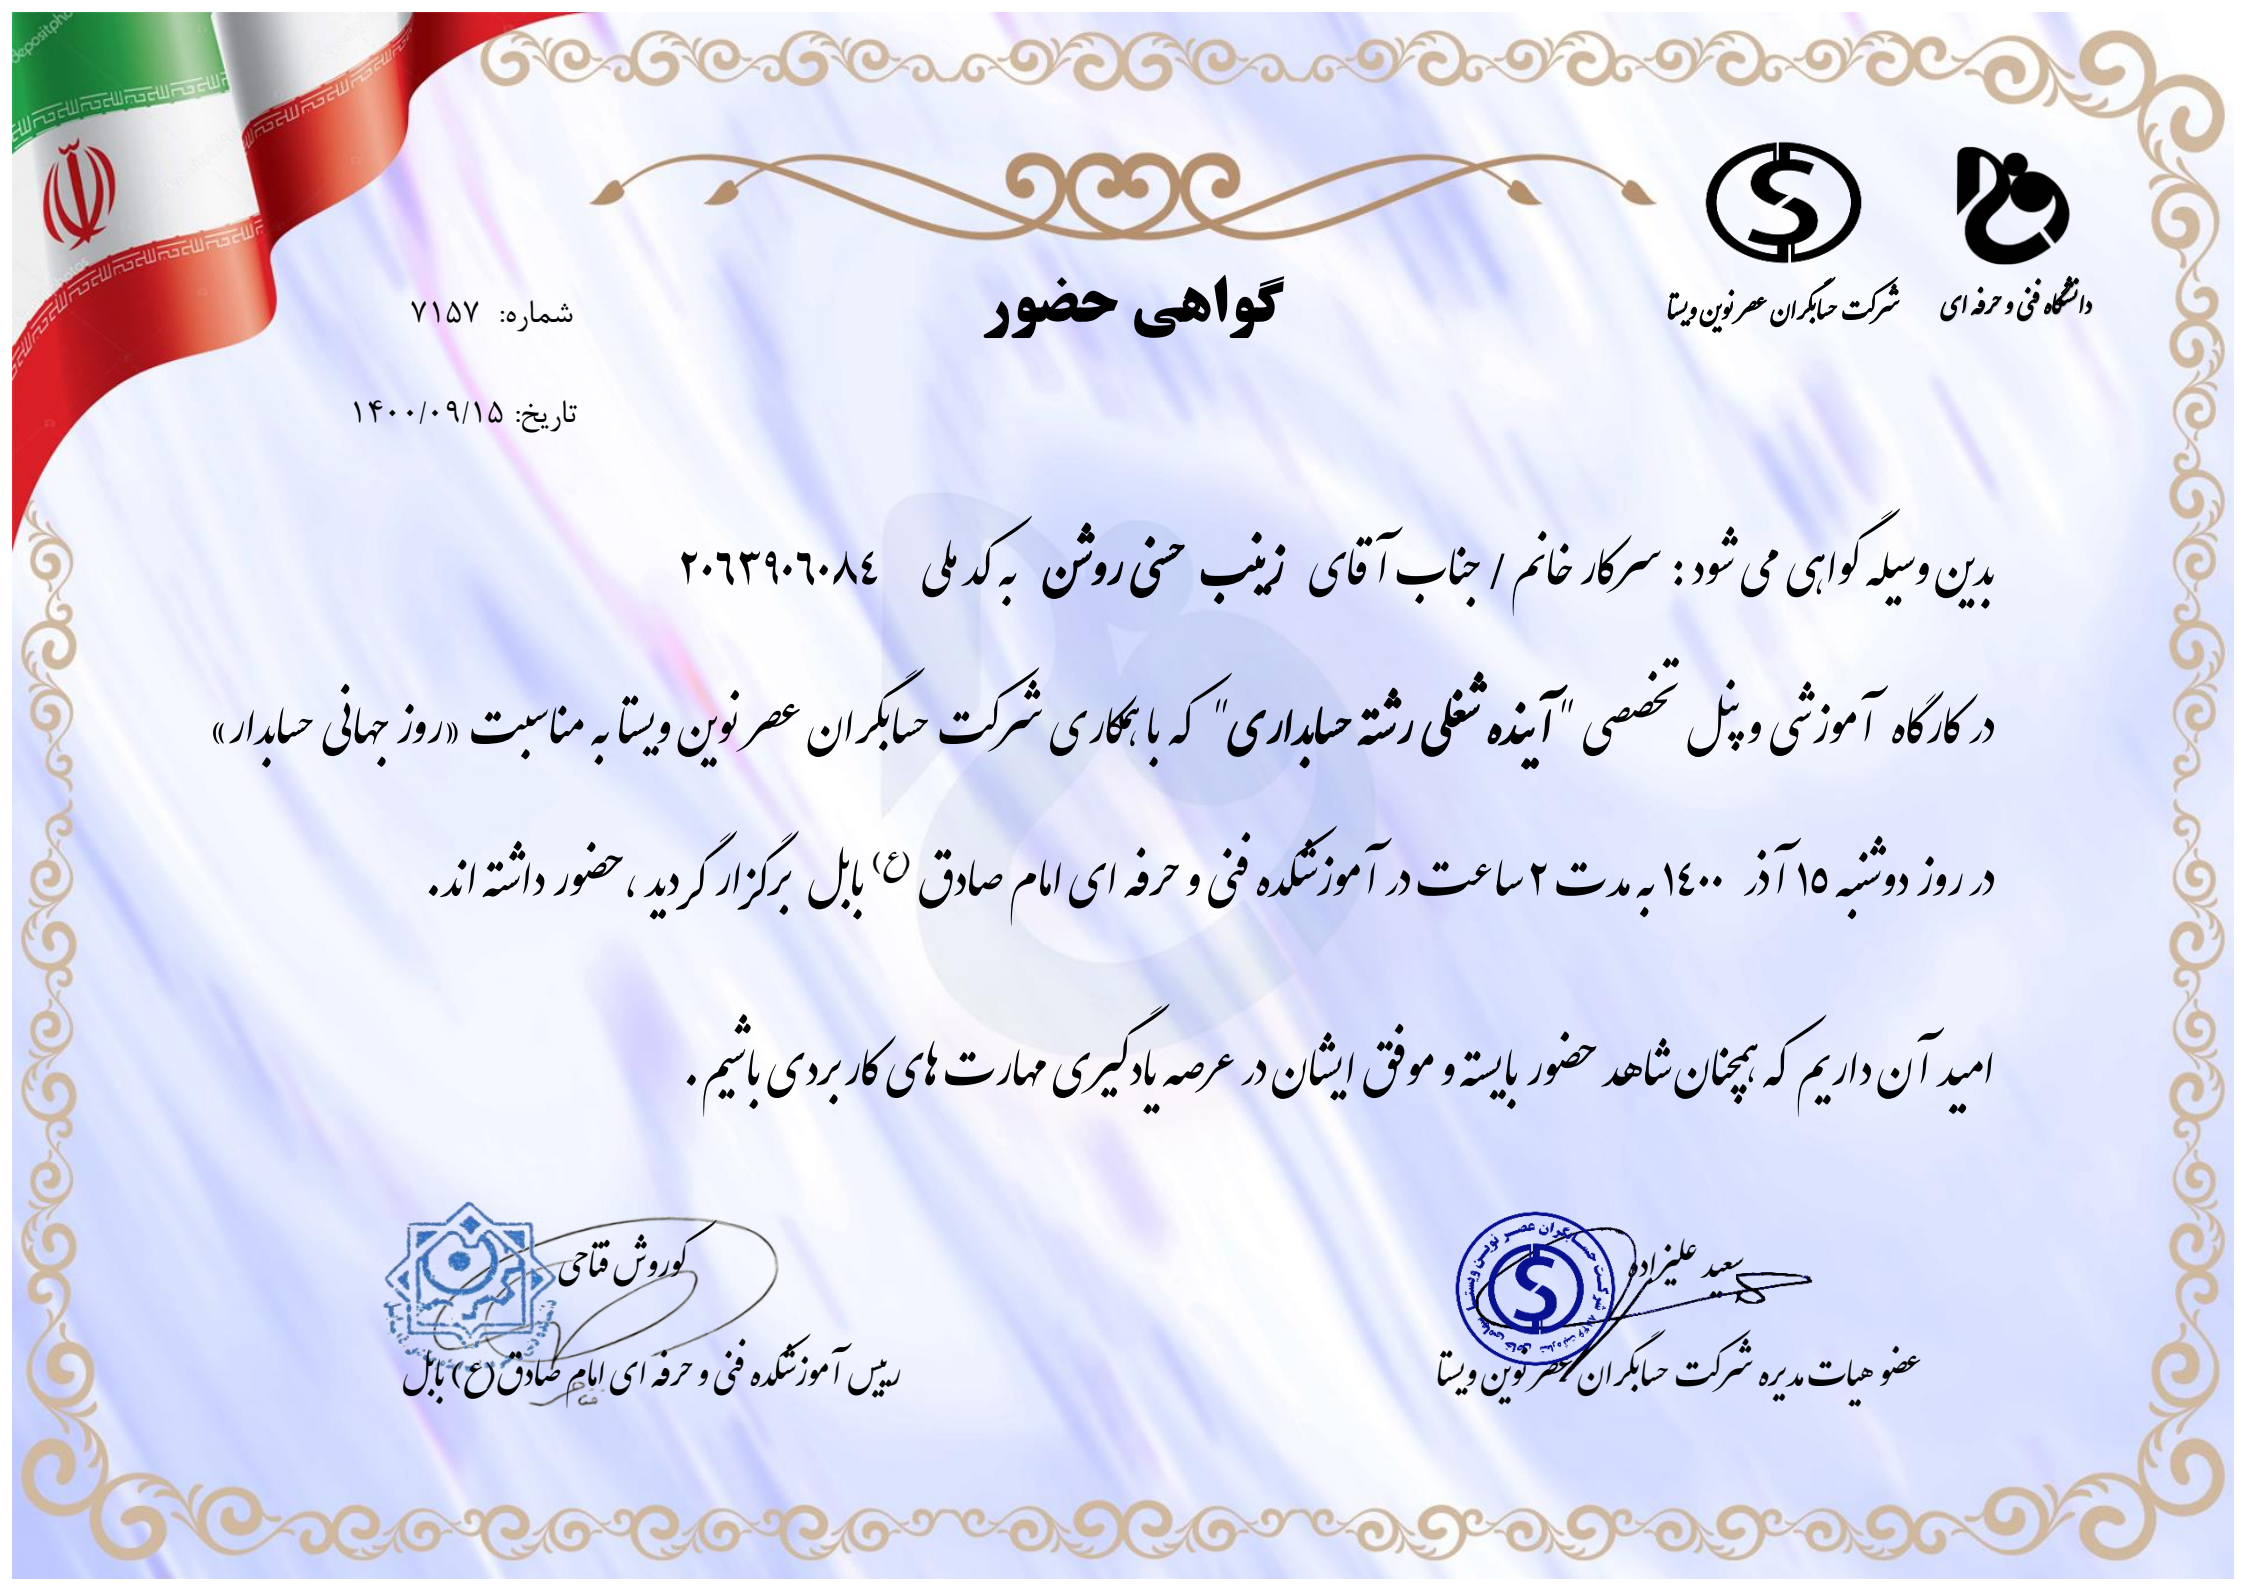 دانشگاه فنی و حرفه ای
شرکت حسابگران عصر نوین ویستا
گواهی حضور
شماره: ۷۱۵۷
تاریخ: ۱۴۰۰/۰۹/۱۵
بدین وسیله گواهی می شود : سرکار خانم / جناب آقای زینب حسنی روشن به کد ملی ۲۰۶۳۹۰۶۰۸۴
در کارگاه آموزشی و پنل تخصصی "آینده شغلی رشته حسابداری" که با همکاری شرکت حسابگران عصر نوین ویستا به مناسبت «روز جهانی حسابدار»
در روز دوشنبه ۱۵ آذر ۱۴۰۰ به مدت ۲ ساعت در آموزشکده فنی و حرفه ای امام صادق (ع) بابل برگزار گردید ، حضور داشته اند.
امید آن داریم که همچنان شاهد حضور بایسته و موفق ایشان در عرصه یادگیری مهارت های کاربردی باشیم .
سعید علیزاده
عضو هیات مدیره شرکت حسابگران عصر نوین ویستا
کوروش فتاحی
رییس آموزشکده فنی و حرفه ای امام صادق (ع) بابل